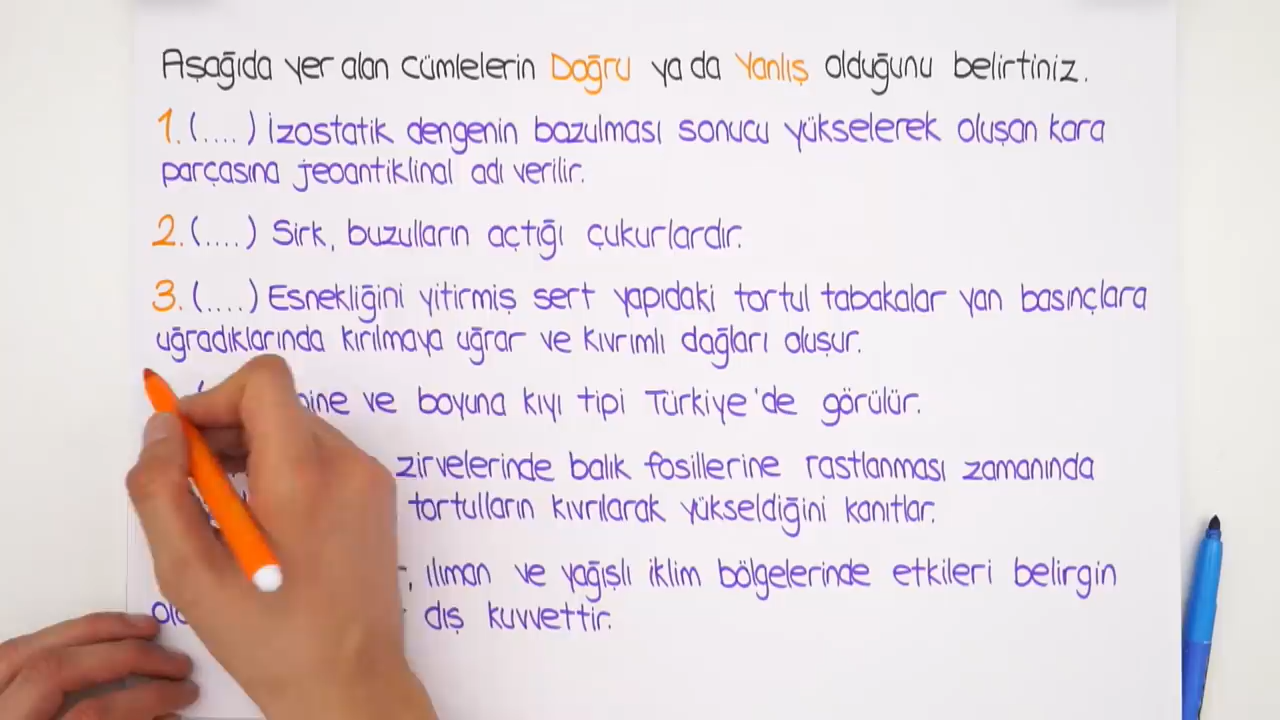 Aşağıda yer alan cümlelerin Doğru ya da Yanlış olduğunu belirtiniz.
1. (....) İzostatik dengenin bozulması sonucu yükselerek oluşan kara
parçasına jeoantiklinal adı verilir.
2. (....) Sirk, buzulların açtığı çukurlardır.
3. (....) Esnekliğini yitirmiş sert yapıdaki tortul tabakalar yan basınçlara
uğradıklarında kırılmaya uğrar ve kıvrımlı dağları oluşur.
ve boyuna kıyı tipi Türkiye'de görülür.
zirvelerinde balık fosillerine rastlanması zamanında
tortulların kıvrılarak yükseldiğini kanıtlar.
, ılıman ve yağışlı iklim bölgelerinde etkileri belirgin
dış kuvvettir.